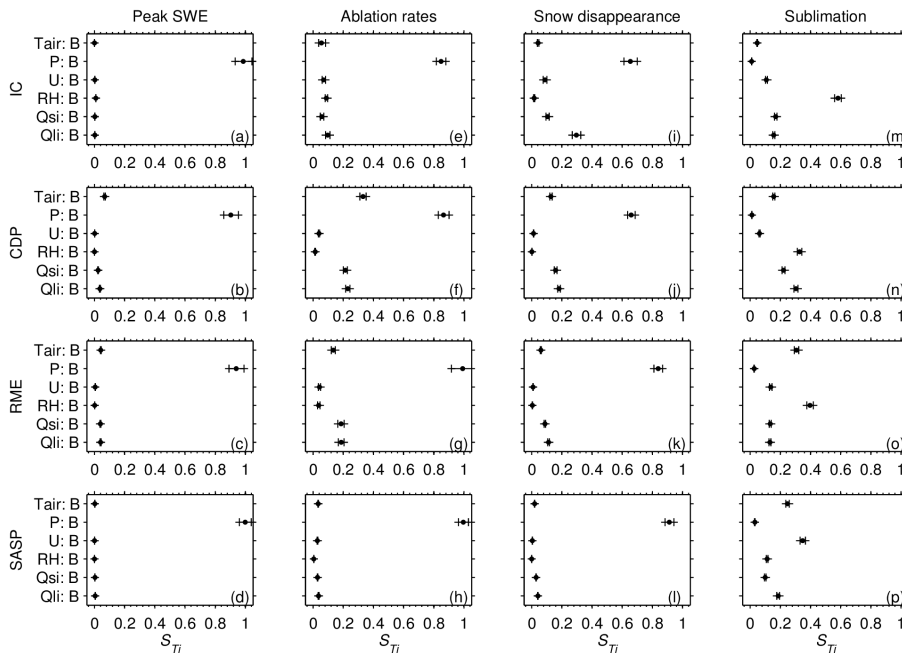 Peak SWE Ablation rates Snow disappearance Sublimation
IC
Tair: B
P: B
U: B
RH: B
Qsi: B
Qli: B
(a) (e) (i) (m)
0 0.2 0.4 0.6 0.8 1 0 0.2 0.4 0.6 0.8 1 0 0.2 0.4 0.6 0.8 1 0 0.2 0.4 0.6 0.8 1
CDP
Tair: B
P: B
U: B
RH: B
Qsi: B
Qli: B
(b) (f) (j) (n)
0 0.2 0.4 0.6 0.8 1 0 0.2 0.4 0.6 0.8 1 0 0.2 0.4 0.6 0.8 1 0 0.2 0.4 0.6 0.8 1
RME
Tair: B
P: B
U: B
RH: B
Qsi: B
Qli: B
(c) (g) (k) (o)
0 0.2 0.4 0.6 0.8 1 0 0.2 0.4 0.6 0.8 1 0 0.2 0.4 0.6 0.8 1 0 0.2 0.4 0.6 0.8 1
SASP
Tair: B
P: B
U: B
RH: B
Qsi: B
Qli: B
(d) (h) (l) (p)
0 0.2 0.4 0.6 0.8 1 0 0.2 0.4 0.6 0.8 1 0 0.2 0.4 0.6 0.8 1 0 0.2 0.4 0.6 0.8 1
S_Ti S_Ti S_Ti S_Ti